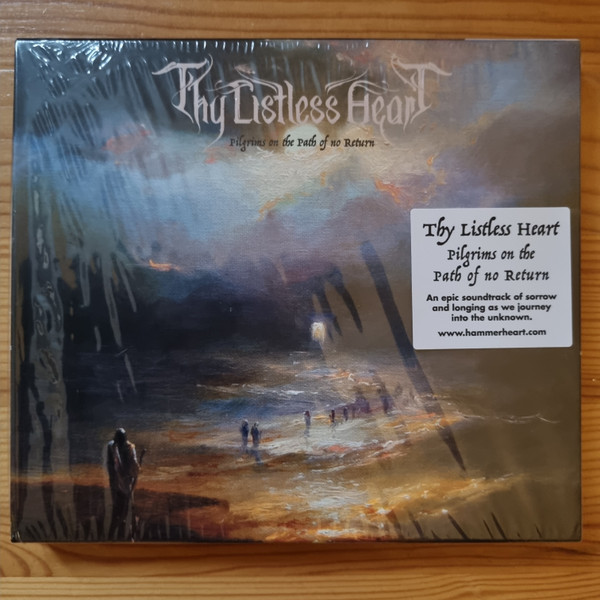 Thy Listless Heart
Pilgrims on the Path of no Return
Thy Listless Heart
Pilgrims on the
Path of no Return
An epic soundtrack of sorrow
and longing as we journey
into the unknown.
www.hammerheart.com